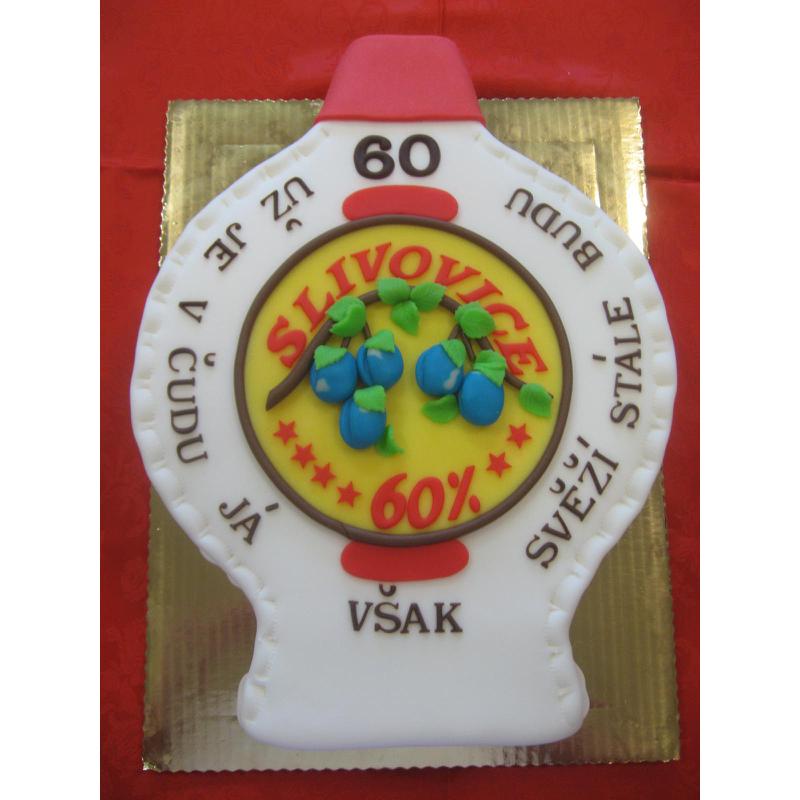 60
UŽ JE V ČUDU JÁ VŠAK SVĚŽÍ STÁLE BUDU
SLIVOVICE
60%